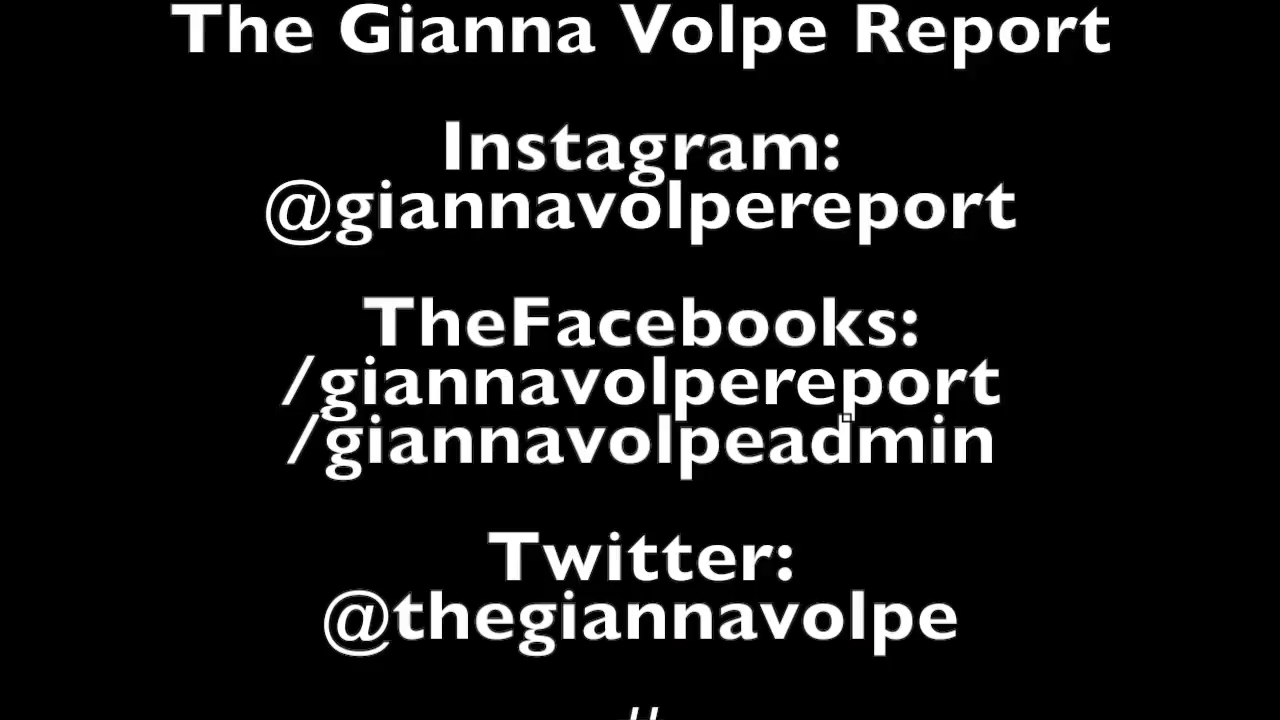 The Gianna Volpe Report
Instagram:
@giannavolpereport
TheFacebooks:
/giannavolpereport
/giannavolpeadmin
Twitter:
@thegiannavolpe